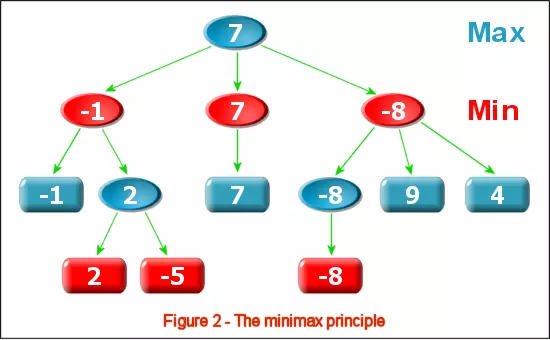 7 Max
-1 7 -8 Min
-1 2 7 -8 9 4
2 -5 -8
Figure 2 - The minimax principle